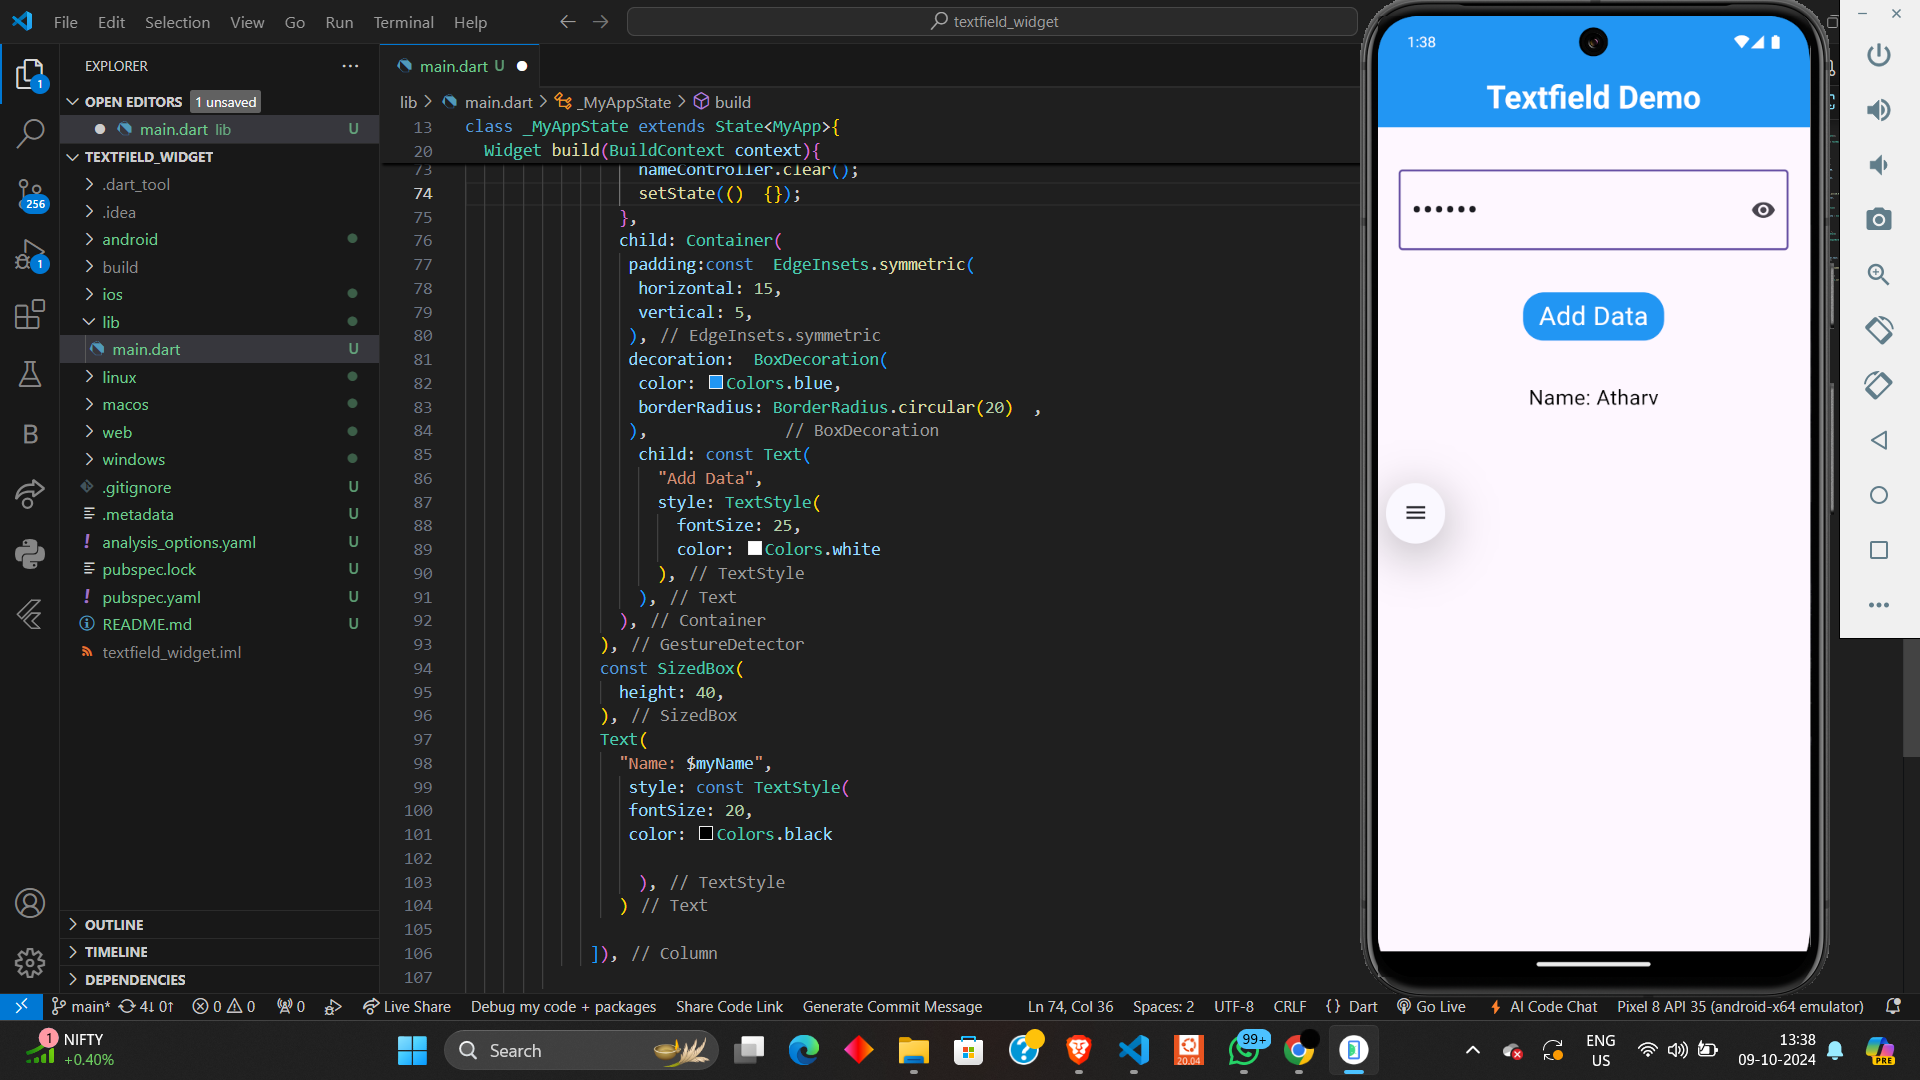 File Edit Selection View Go Run Terminal Help
textfield_widget
EXPLORER
OPEN EDITORS 1 unsaved
main.dart lib U
TEXTFIELD_WIDGET
.dart_tool
.idea
android
build
ios
lib
main.dart U
linux
macos
web
windows
.gitignore U
.metadata U
analysis_options.yaml U
pubspec.lock U
pubspec.yaml U
README.md U
textfield_widget.iml
OUTLINE
TIMELINE
DEPENDENCIES
1
256
1
B
main.dart U
lib > main.dart > _MyAppState > build
13 class _MyAppState extends State<MyApp>{
20 Widget build(BuildContext context){
73 nameController.clear();
74 setState(() {});
75 },
76 child: Container(
77 padding:const EdgeInsets.symmetric(
78 horizontal: 15,
79 vertical: 5,
80 ), // EdgeInsets.symmetric
81 decoration: BoxDecoration(
82 color: Colors.blue,
83 borderRadius: BorderRadius.circular(20) ,
84 ), // BoxDecoration
85 child: const Text(
86 "Add Data",
87 style: TextStyle(
88 fontSize: 25,
89 color: Colors.white
90 ), // TextStyle
91 ), // Text
92 ), // Container
93 ), // GestureDetector
94 const SizedBox(
95 height: 40,
96 ), // SizedBox
97 Text(
98 "Name: $myName",
99 style: const TextStyle(
100 fontSize: 20,
101 color: Colors.black
102
103 ), // TextStyle
104 ) // Text
105
106 ]), // Column
107
1:38
Textfield Demo
••••••
Add Data
Name: Atharv
main* 4↓ 0↑ 0 0 0 Live Share Debug my code + packages Share Code Link Generate Commit Message Ln 74, Col 36 Spaces: 2 UTF-8 CRLF {} Dart Go Live AI Code Chat Pixel 8 API 35 (android-x64 emulator)
1
NIFTY
+0.40%
Search
20.04
99+
ENG
US
13:38
09-10-2024
PRE